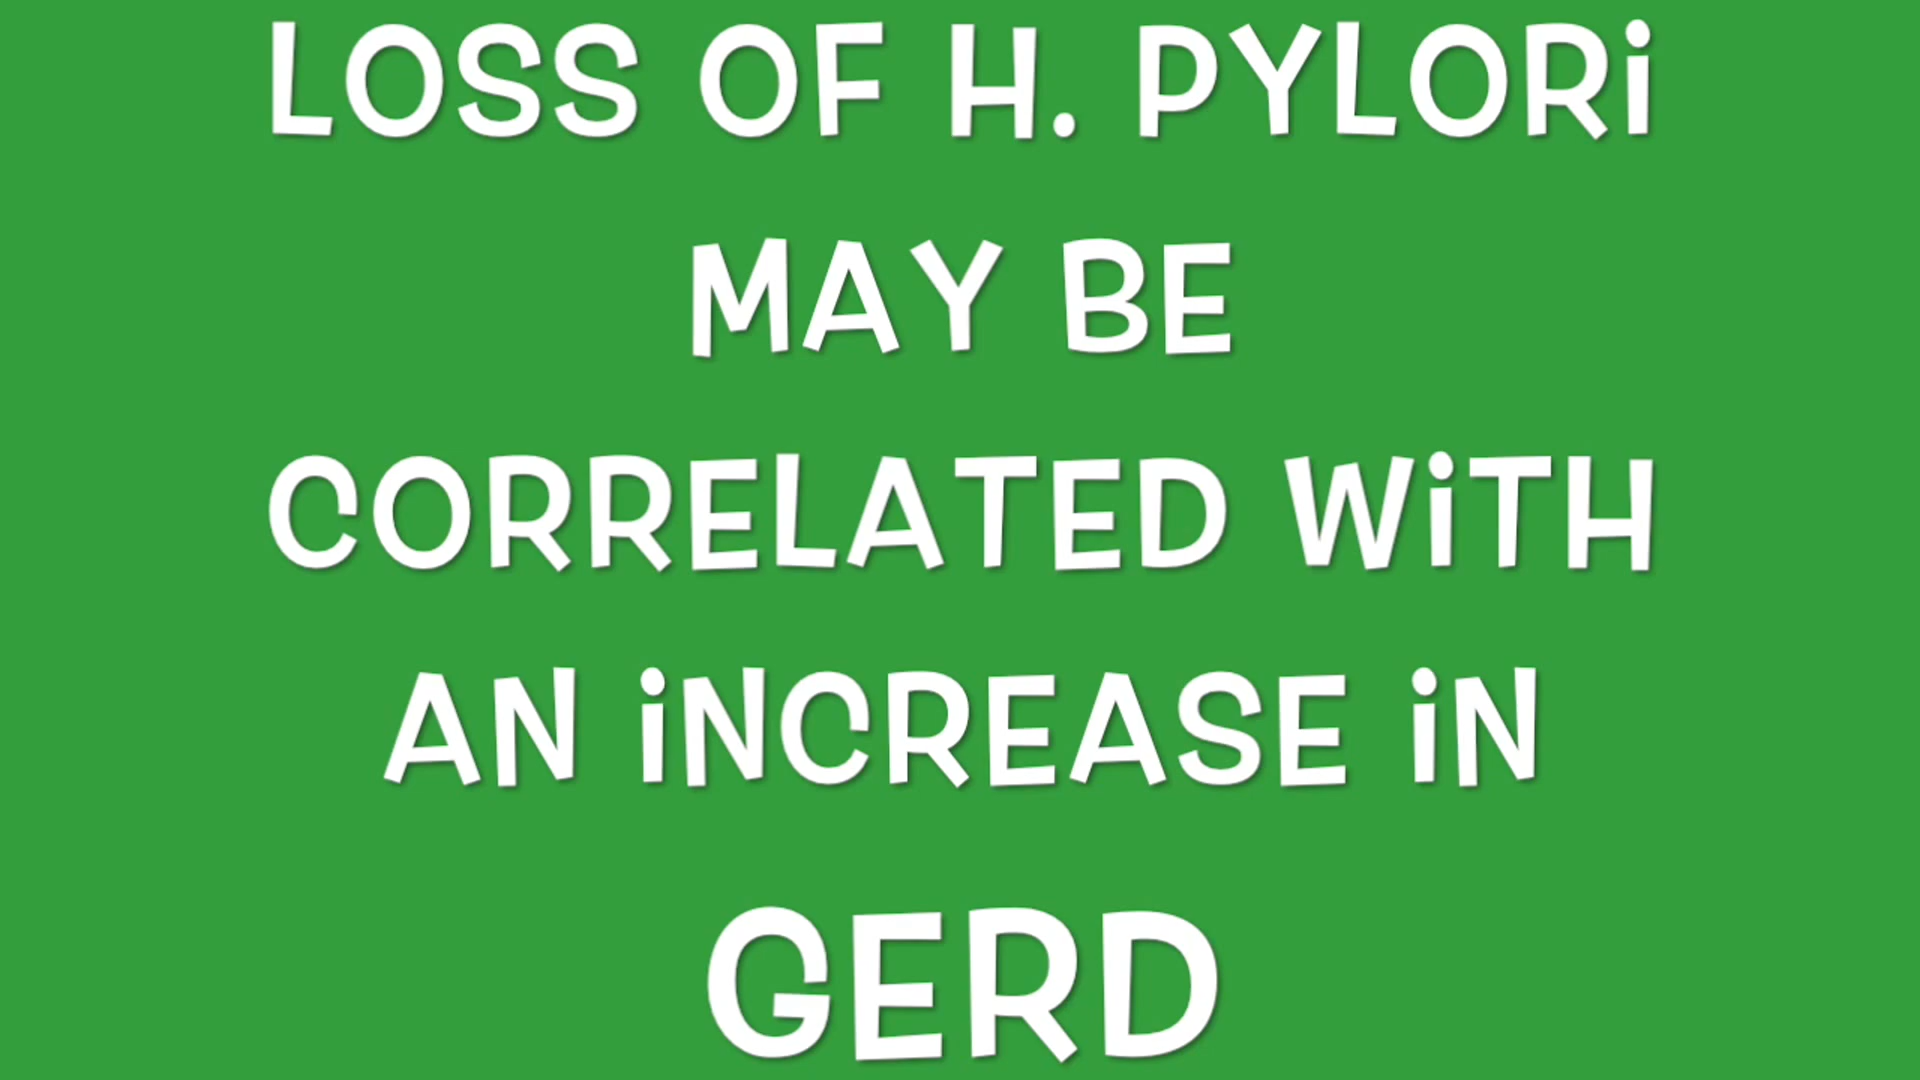 LOSS OF H. PYLORi
MAY BE
CORRELATED WiTH
AN iNCREASE iN
GERD